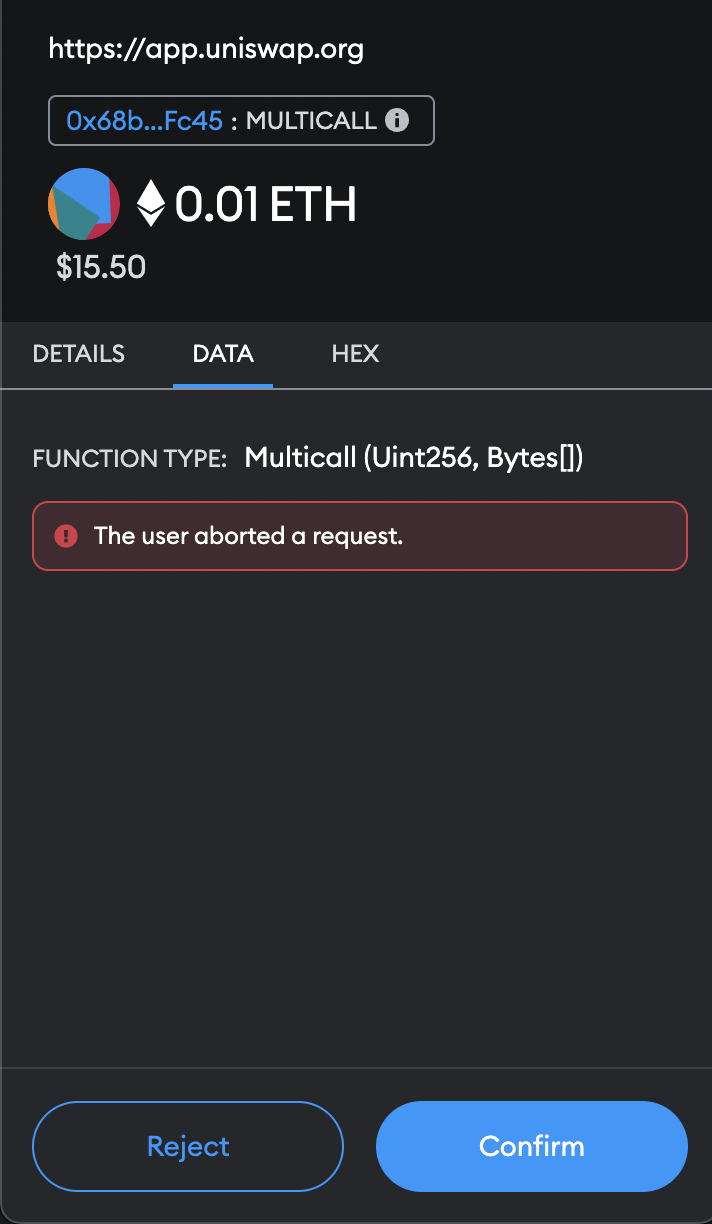 https://app.uniswap.org
0x68b...Fc45 : MULTICALL
0.01 ETH
$15.50
DETAILS DATA HEX
FUNCTION TYPE: Multicall (Uint256, Bytes[])
The user aborted a request.
Reject Confirm